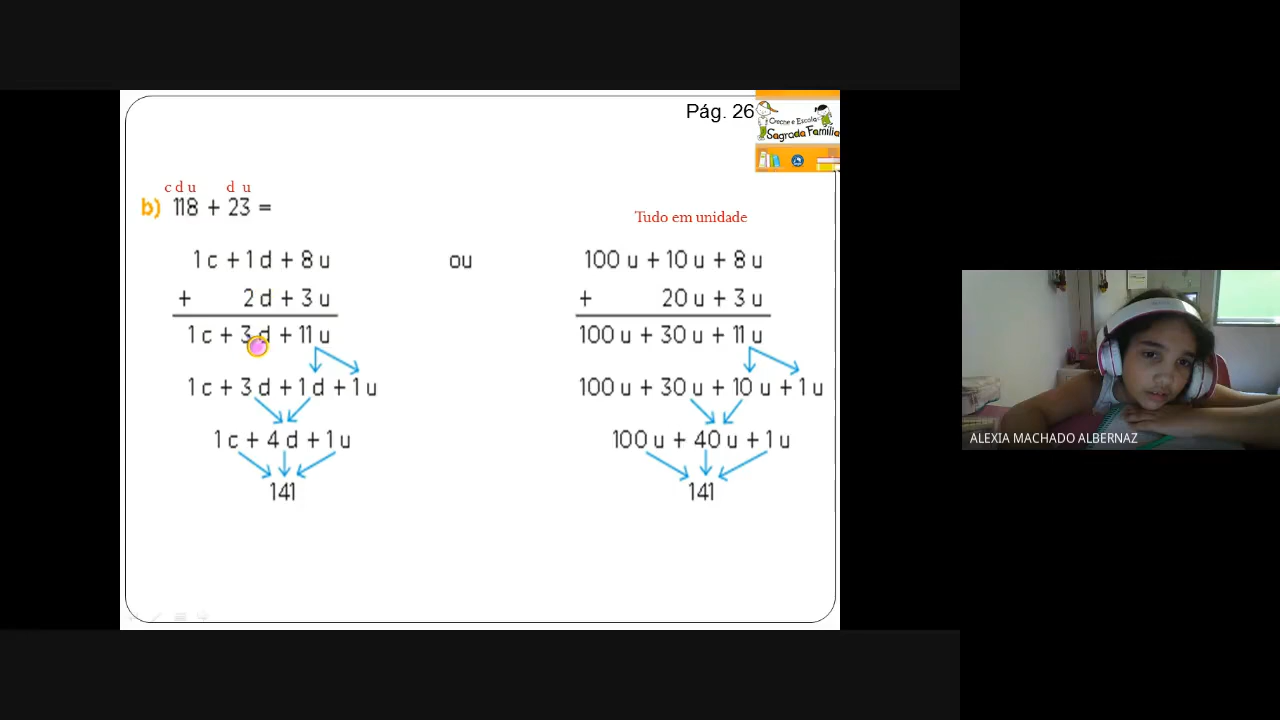 Pág. 26
Creche e Escola
Sagrada Família
c d u d u
b) 118 + 23 =
Tudo em unidade
1 c + 1 d + 8 u
+ 2 d + 3 u
1 c + 3 d + 11 u
1 c + 3 d + 1 d + 1 u
1 c + 4 d + 1 u
141
ou
100 u + 10 u + 8 u
+ 20 u + 3 u
100 u + 30 u + 11 u
100 u + 30 u + 10 u + 1 u
100 u + 40 u + 1 u
141
ALEXIA MACHADO ALBERNAZ